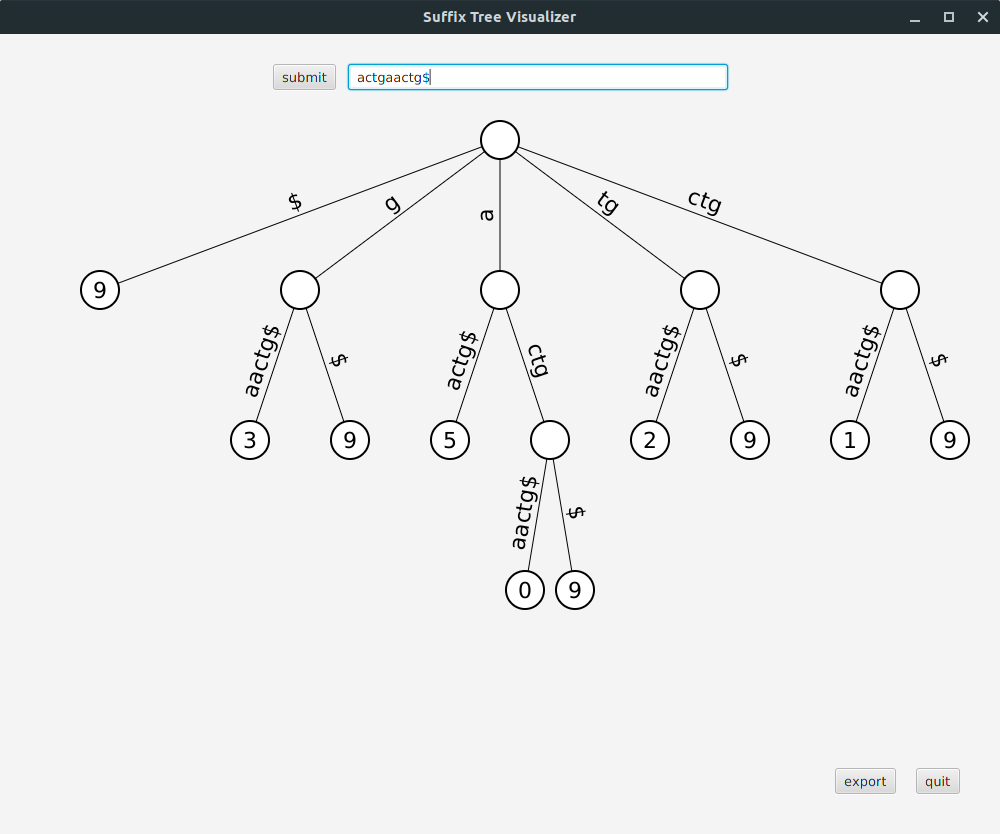 Suffix Tree Visualizer
submit actgaactg$
$ g a tg ctg
9
aactg$ $ actg$ ctg aactg$ $ aactg$ $
3 9 5 2 9 1 9
aactg$ $
0 9
export quit